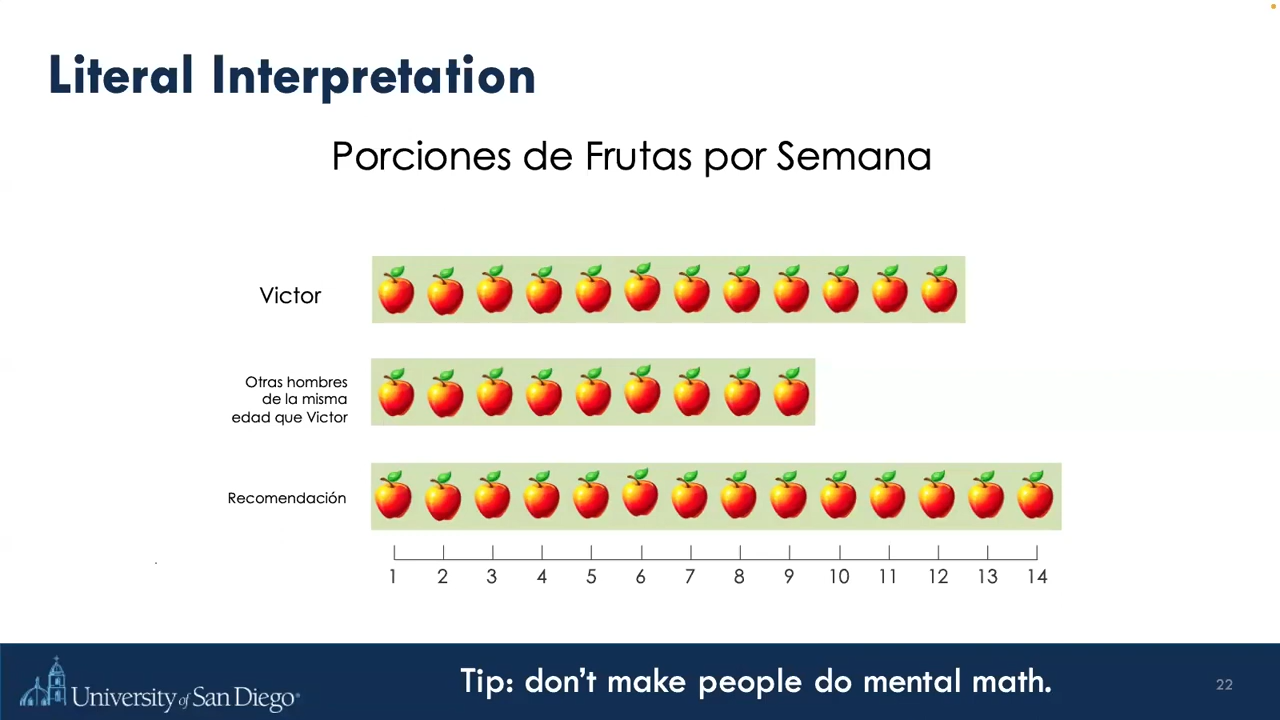 Literal Interpretation
Porciones de Frutas por Semana
Victor
Otras hombres
de la misma
edad que Victor
Recomendación
1 2 3 4 5 6 7 8 9 10 11 12 13 14
University of San Diego
Tip: don't make people do mental math.
22